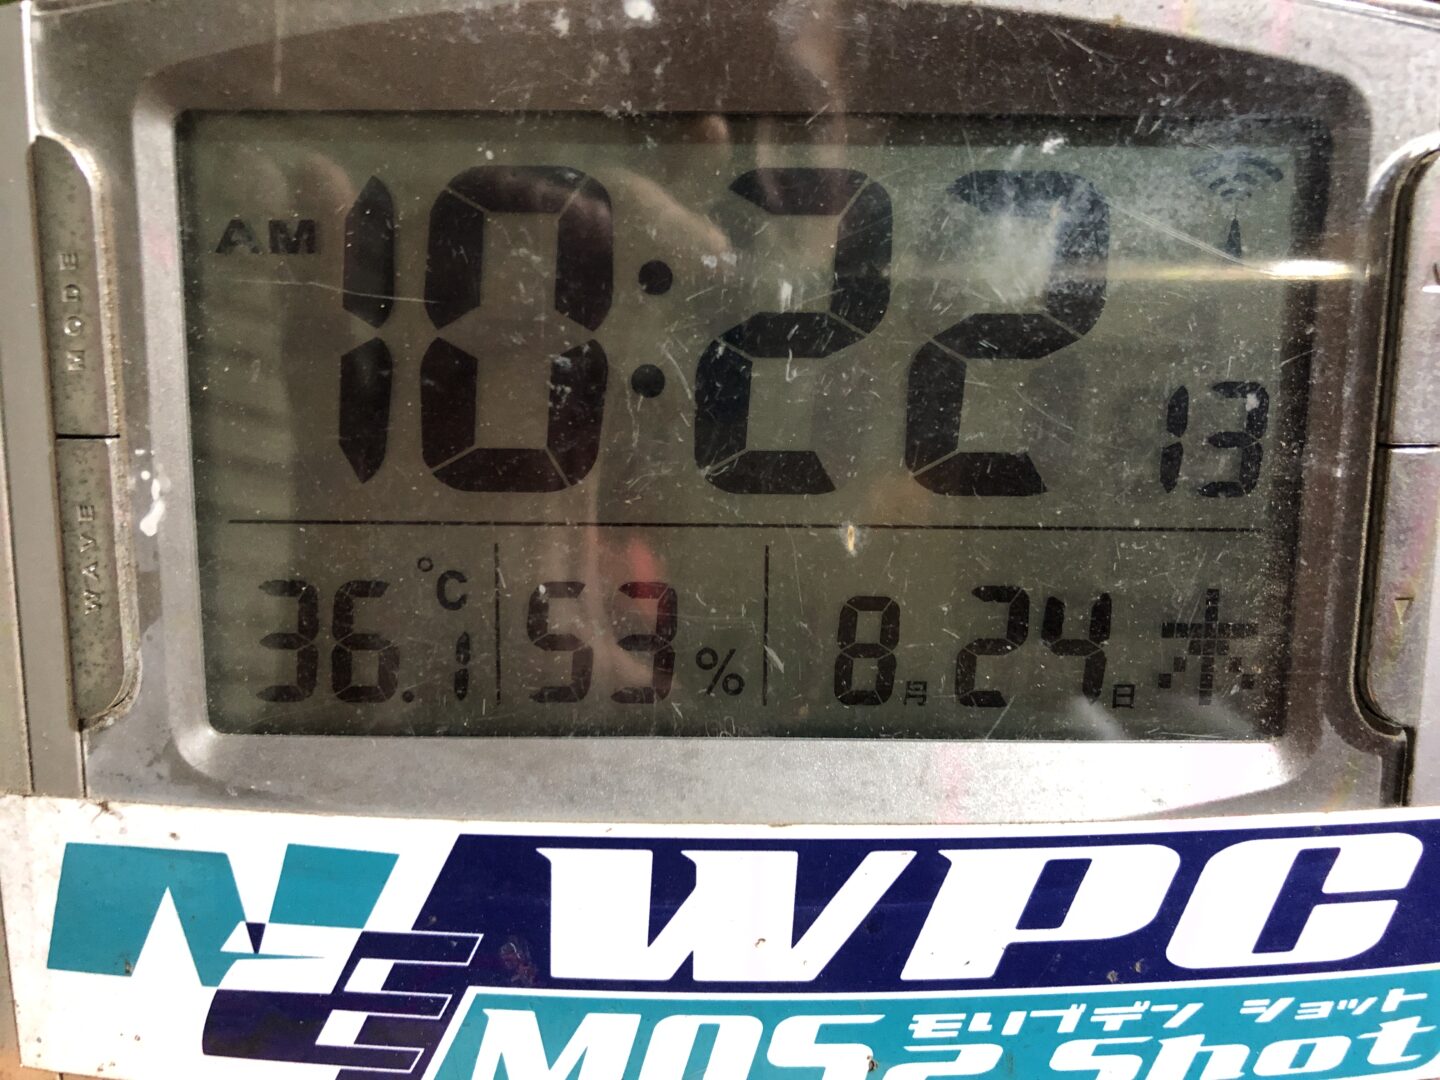 AM 10:22 13
MODE
WAVE
36.1 °C 53 % 8月 24日 木
NE WPC
モリブデン ショット
MOS2 Shot